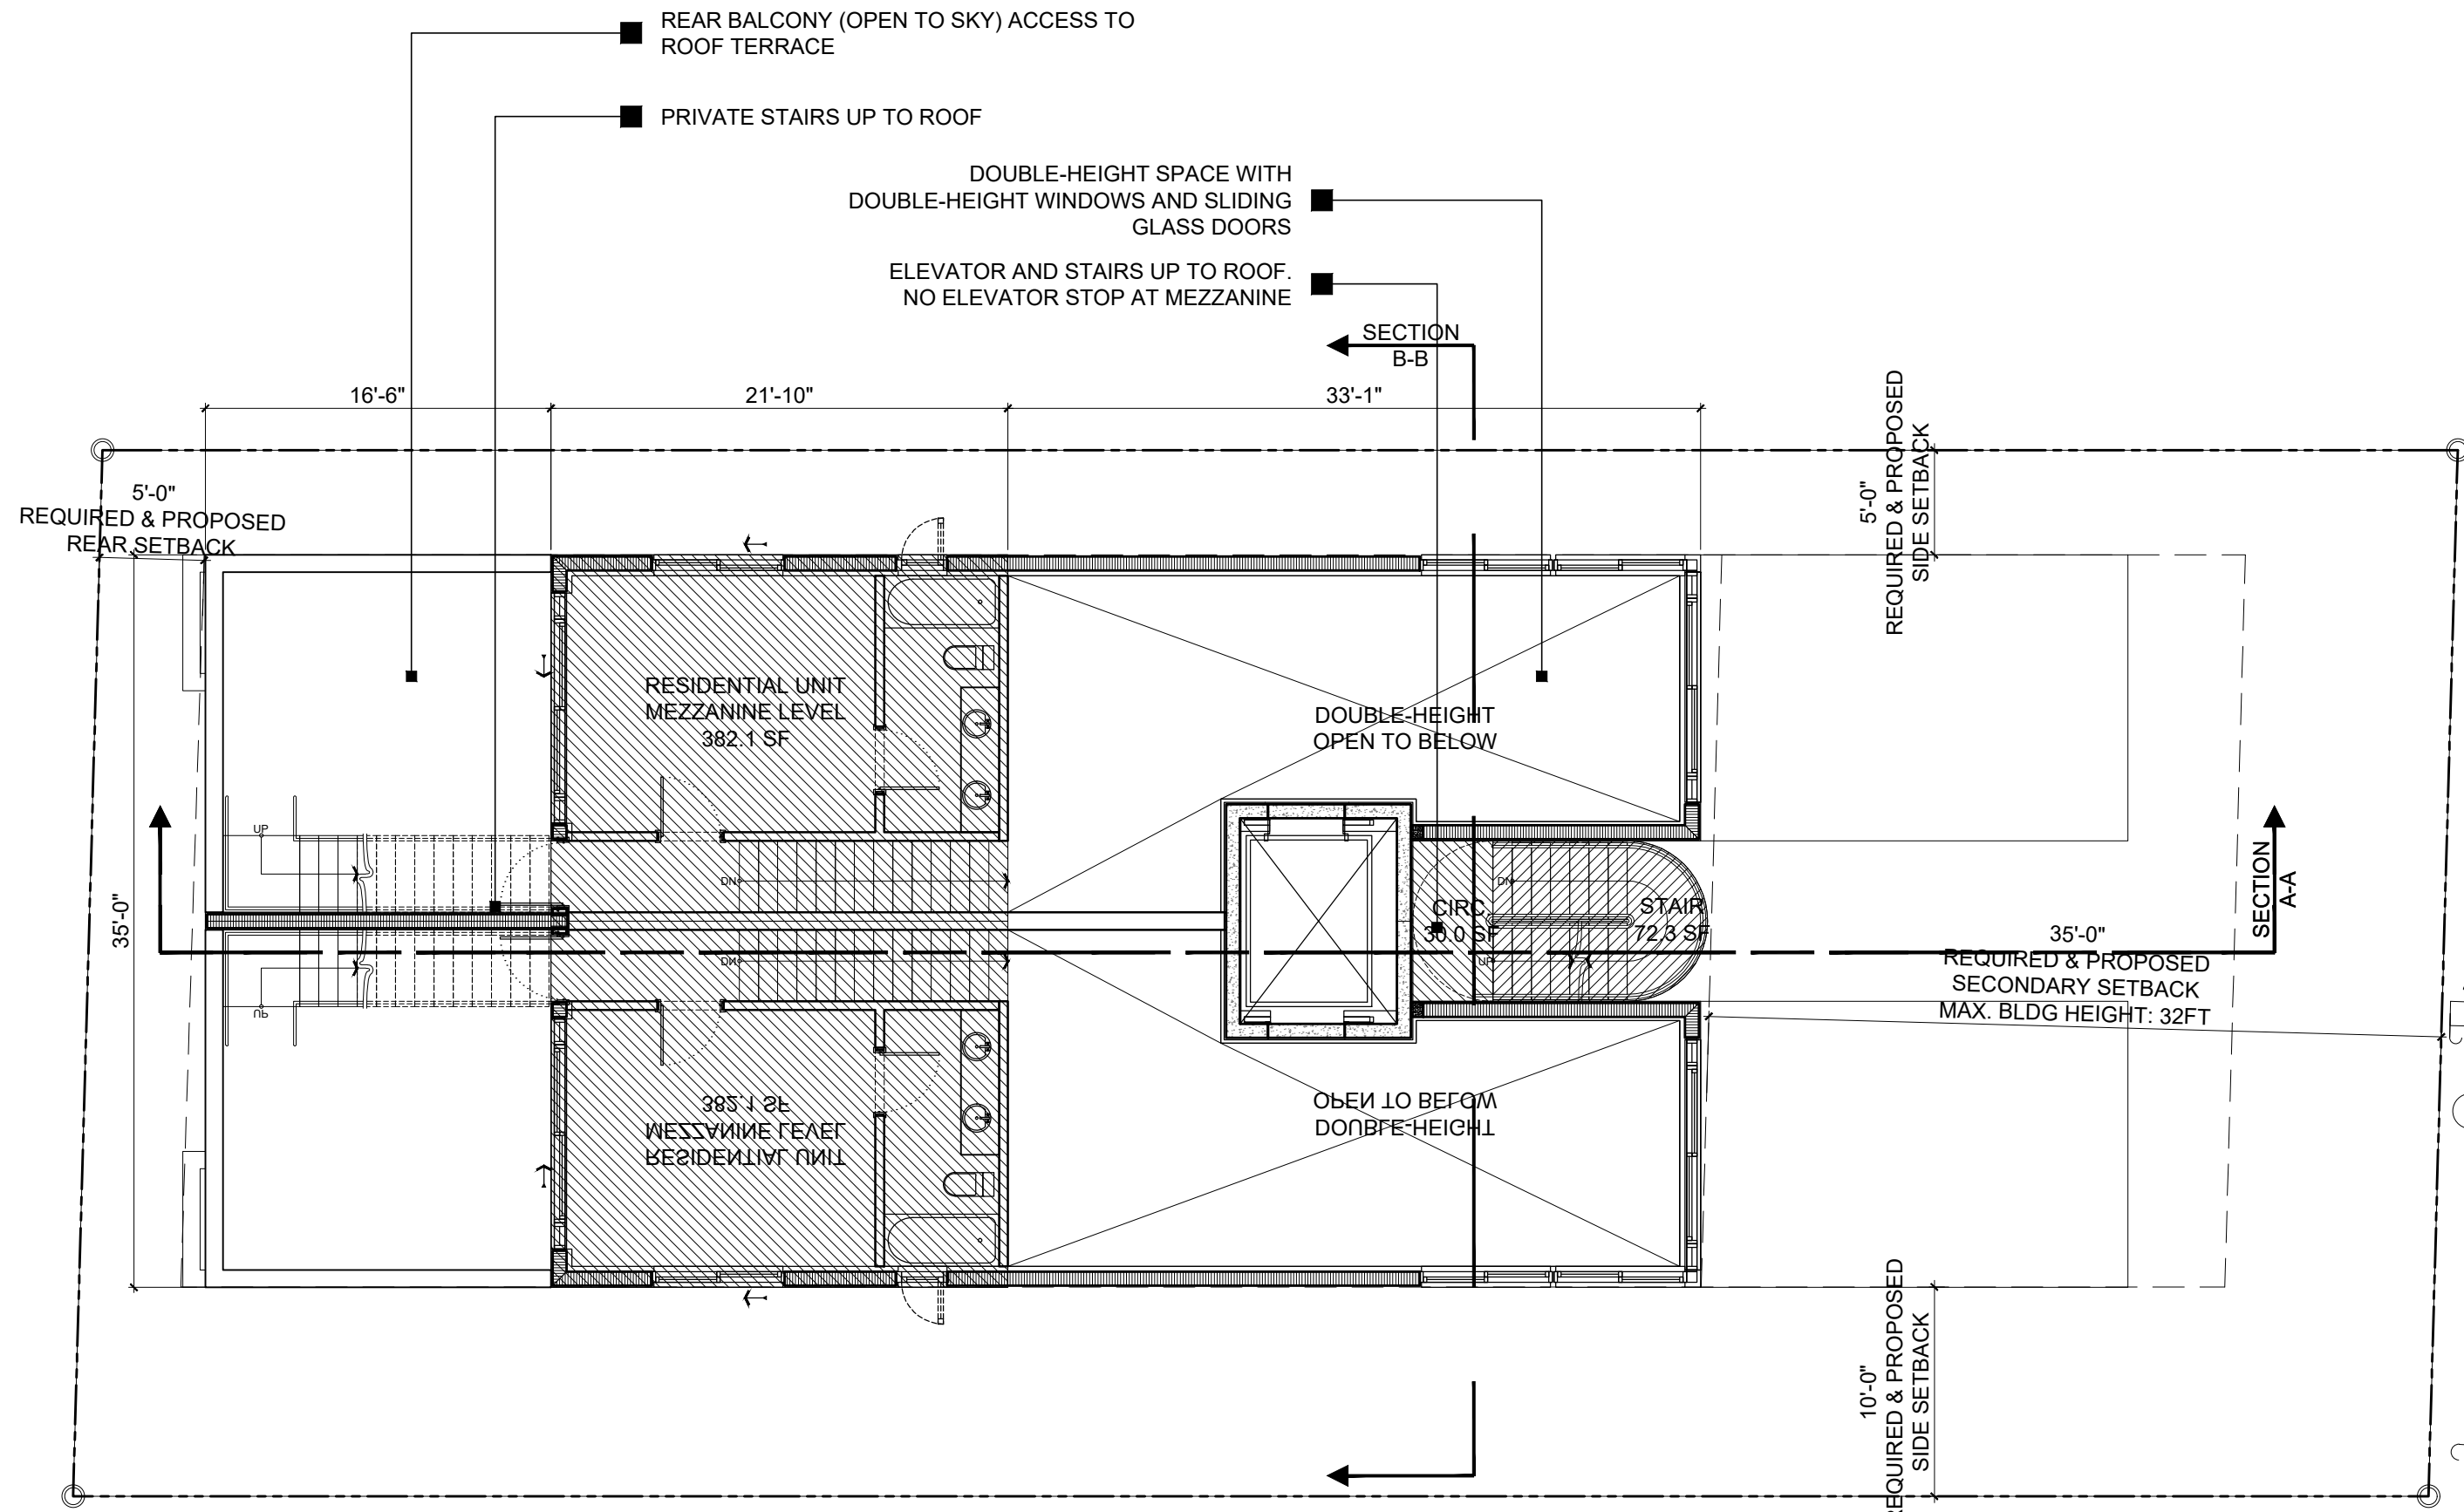 REAR BALCONY (OPEN TO SKY) ACCESS TO
ROOF TERRACE
PRIVATE STAIRS UP TO ROOF
DOUBLE-HEIGHT SPACE WITH
DOUBLE-HEIGHT WINDOWS AND SLIDING
GLASS DOORS
ELEVATOR AND STAIRS UP TO ROOF.
NO ELEVATOR STOP AT MEZZANINE
SECTION
B-B
16'-6"
21'-10"
33'-1"
5'-0"
REQUIRED & PROPOSED
REAR SETBACK
5'-0"
REQUIRED & PROPOSED
SIDE SETBACK
RESIDENTIAL UNIT
MEZZANINE LEVEL
382.1 SF
DOUBLE-HEIGHT
OPEN TO BELOW
UP
DN
DN
35'-0"
CIRC.
30.0 SF
STAIR
72.3 SF
SECTION
A-A
DN
UP
UP
35'-0"
REQUIRED & PROPOSED
SECONDARY SETBACK
MAX. BLDG HEIGHT: 32FT
382.1 SF
MEZZANINE LEVEL
RESIDENTIAL UNIT
OPEN TO BELOW
DOUBLE-HEIGHT
10'-0"
REQUIRED & PROPOSED
SIDE SETBACK